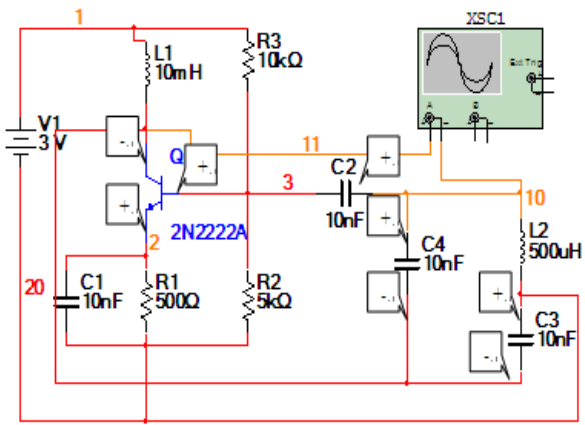 1
XSC1
L1
10mH
R3
10kΩ
Ext Trig
+
A
B
V1
3 V
-..
Q
+..
11
+..
C2
3
10nF
10
+..
2
2N2222A
+..
L2
500uH
C4
10nF
20
C1
10nF
R1
500Ω
R2
5kΩ
-..
+..
C3
10nF
-..